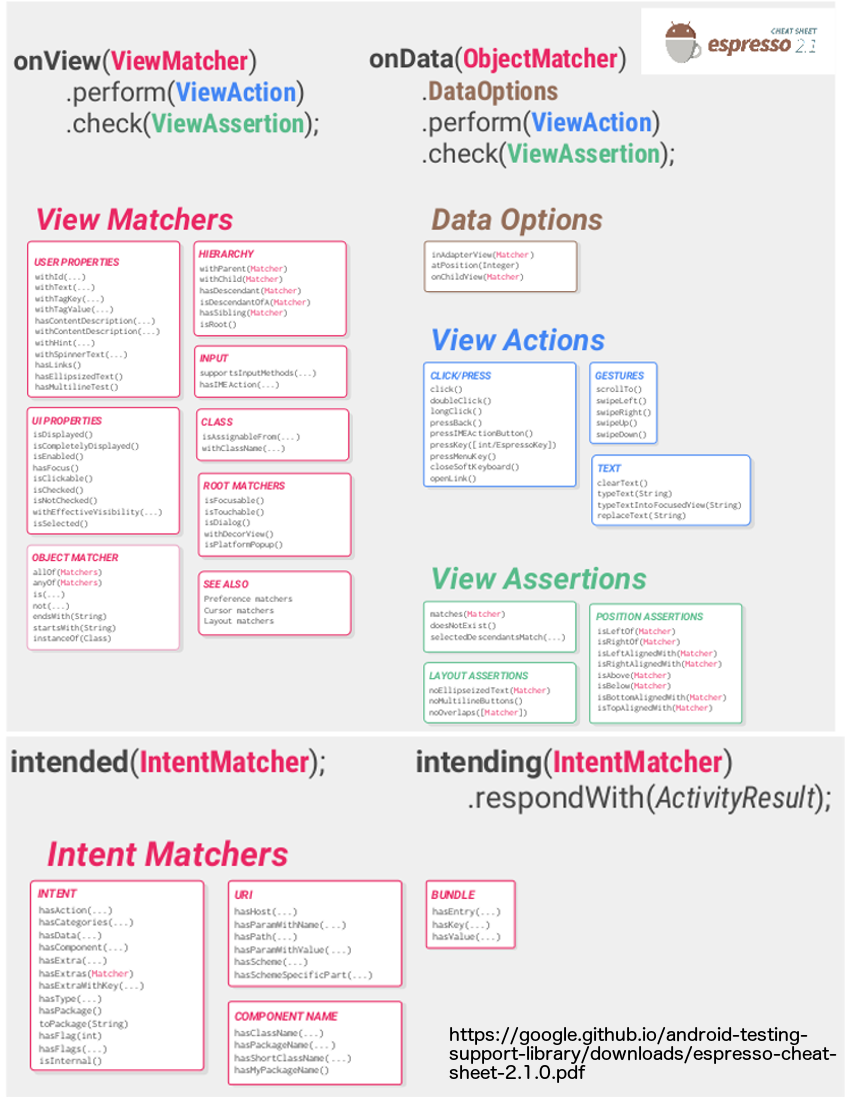 CHEAT SHEET
espresso 2.1
onView(ViewMatcher)
.perform(ViewAction)
.check(ViewAssertion);
onData(ObjectMatcher)
.DataOptions
.perform(ViewAction)
.check(ViewAssertion);
View Matchers
USER PROPERTIES
withId(...)
withText(...)
withTagKey(...)
withTagValue(...)
hasContentDescription(...)
withContentDescription(...)
withHint(...)
withSpinnerText(...)
hasLinks()
hasEllipsizedText()
hasMultilineTest()
UI PROPERTIES
isDisplayed()
isCompletelyDisplayed()
isEnabled()
hasFocus()
isClickable()
isChecked()
isNotChecked()
withEffectiveVisibility(...)
isSelected()
OBJECT MATCHER
allOf(Matchers)
anyOf(Matchers)
is(...)
not(...)
endsWith(String)
startsWith(String)
instanceOf(Class)
HIERARCHY
withParent(Matcher)
withChild(Matcher)
hasDescendant(Matcher)
isDescendantOfA(Matcher)
hasSibling(Matcher)
isRoot()
INPUT
supportsInputMethods(...)
hasIMEAction(...)
CLASS
isAssignableFrom(...)
withClassName(...)
ROOT MATCHERS
isFocusable()
isTouchable()
isDialog()
withDecorView()
isPlatformPopup()
SEE ALSO
Preference matchers
Cursor matchers
Layout matchers
Data Options
inAdapterView(Matcher)
atPosition(Integer)
onChildView(Matcher)
View Actions
CLICK/PRESS
click()
doubleClick()
longClick()
pressBack()
pressIMEActionButton()
pressKey([int/EspressoKey])
pressMenuKey()
closeSoftKeyboard()
openLink()
GESTURES
scrollTo()
swipeLeft()
swipeRight()
swipeUp()
swipeDown()
TEXT
clearText()
typeText(String)
typeTextIntoFocusedView(String)
replaceText(String)
View Assertions
matches(Matcher)
doesNotExist()
selectedDescendantsMatch(...)
LAYOUT ASSERTIONS
noEllipseizedText(Matcher)
noMultilineButtons()
noOverlaps([Matcher])
POSITION ASSERTIONS
isLeftOf(Matcher)
isRightOf(Matcher)
isLeftAlignedWith(Matcher)
isRightAlignedWith(Matcher)
isAbove(Matcher)
isBelow(Matcher)
isBottomAlignedWith(Matcher)
isTopAlignedWith(Matcher)
intended(IntentMatcher);
intending(IntentMatcher)
.respondWith(ActivityResult);
Intent Matchers
INTENT
hasAction(...)
hasCategories(...)
hasData(...)
hasComponent(...)
hasExtra(...)
hasExtras(Matcher)
hasExtraWithKey(...)
hasType(...)
hasPackage()
toPackage(String)
hasFlag(int)
hasFlags(...)
isInternal()
URI
hasHost(...)
hasParamWithName(...)
hasPath(...)
hasParamWithValue(...)
hasScheme(...)
hasSchemeSpecificPart(...)
COMPONENT NAME
hasClassName(...)
hasPackageName(...)
hasShortClassName(...)
hasMyPackageName()
BUNDLE
hasEntry(...)
hasKey(...)
hasValue(...)
https://google.github.io/android-testing-
support-library/downloads/espresso-cheat-
sheet-2.1.0.pdf